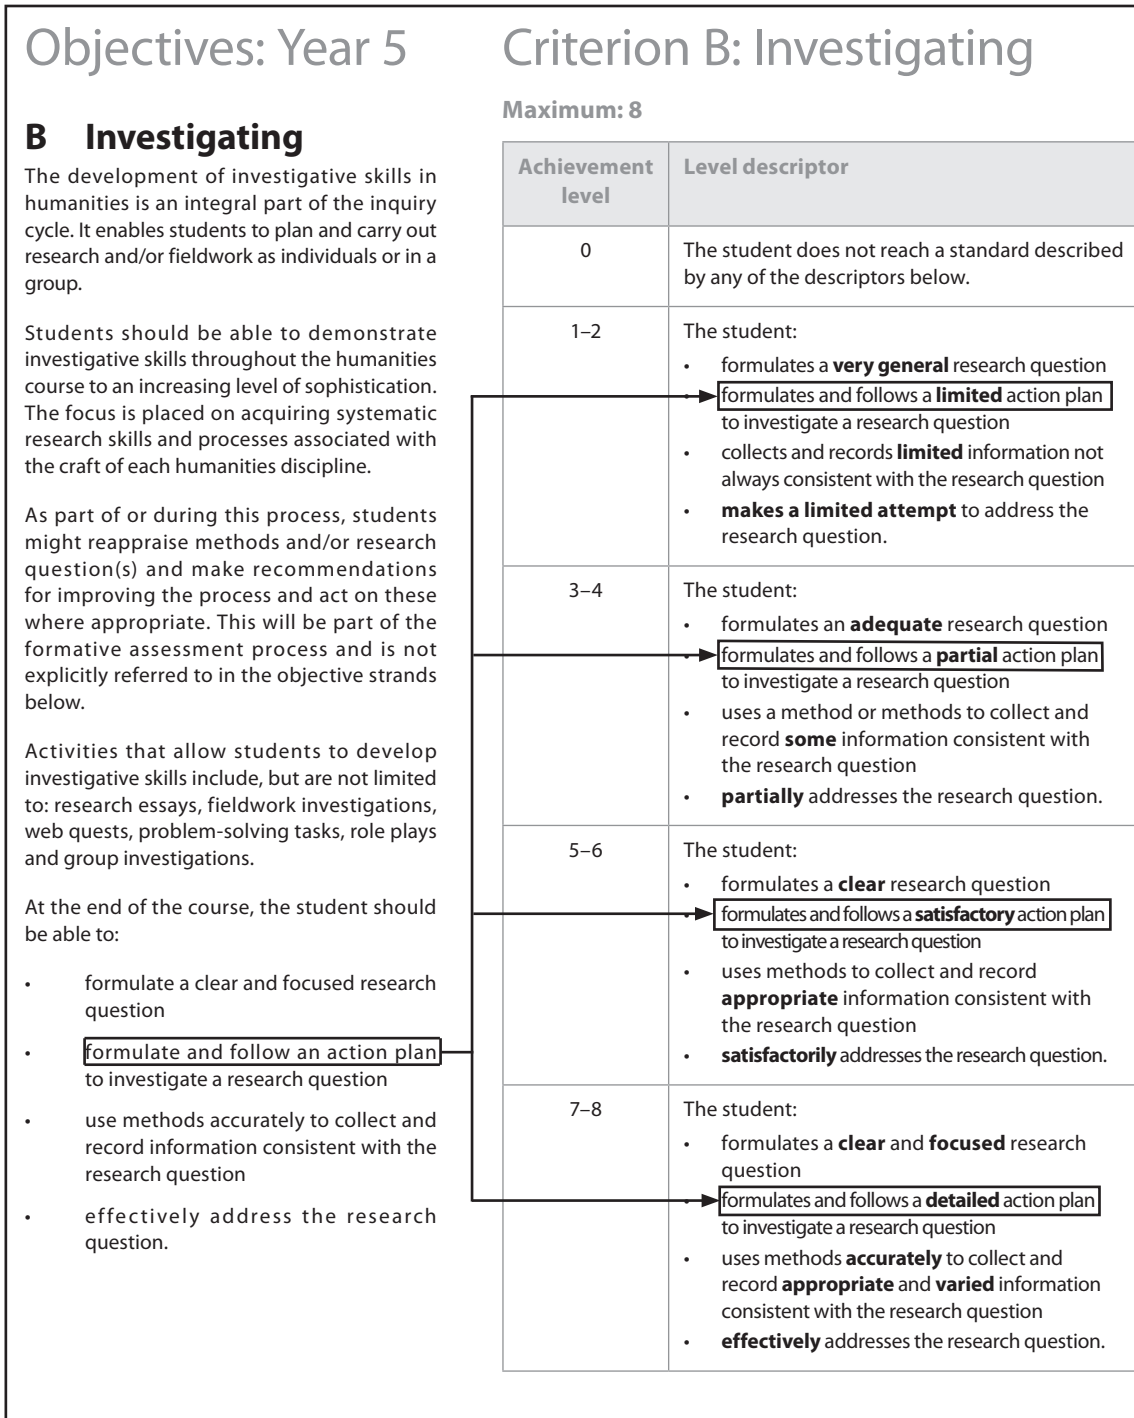 Objectives: Year 5
B Investigating
The development of investigative skills in
humanities is an integral part of the inquiry
cycle. It enables students to plan and carry out
research and/or fieldwork as individuals or in a
group.
Students should be able to demonstrate
investigative skills throughout the humanities
course to an increasing level of sophistication.
The focus is placed on acquiring systematic
research skills and processes associated with
the craft of each humanities discipline.
As part of or during this process, students
might reappraise methods and/or research
question(s) and make recommendations
for improving the process and act on these
where appropriate. This will be part of the
formative assessment process and is not
explicitly referred to in the objective strands
below.
Activities that allow students to develop
investigative skills include, but are not limited
to: research essays, fieldwork investigations,
web quests, problem-solving tasks, role plays
and group investigations.
At the end of the course, the student should
be able to:
• formulate a clear and focused research
question
• formulate and follow an action plan
to investigate a research question
• use methods accurately to collect and
record information consistent with the
research question
• effectively address the research
question.
Criterion B: Investigating
Maximum: 8
Achievement
level
Level descriptor
0
The student does not reach a standard described
by any of the descriptors below.
1–2
The student:
• formulates a very general research question
• formulates and follows a limited action plan
to investigate a research question
• collects and records limited information not
always consistent with the research question
• makes a limited attempt to address the
research question.
3–4
The student:
• formulates an adequate research question
• formulates and follows a partial action plan
to investigate a research question
• uses a method or methods to collect and
record some information consistent with
the research question
• partially addresses the research question.
5–6
The student:
• formulates a clear research question
• formulates and follows a satisfactory action plan
to investigate a research question
• uses methods to collect and record
appropriate information consistent with
the research question
• satisfactorily addresses the research question.
7–8
The student:
• formulates a clear and focused research
question
• formulates and follows a detailed action plan
to investigate a research question
• uses methods accurately to collect and
record appropriate and varied information
consistent with the research question
• effectively addresses the research question.